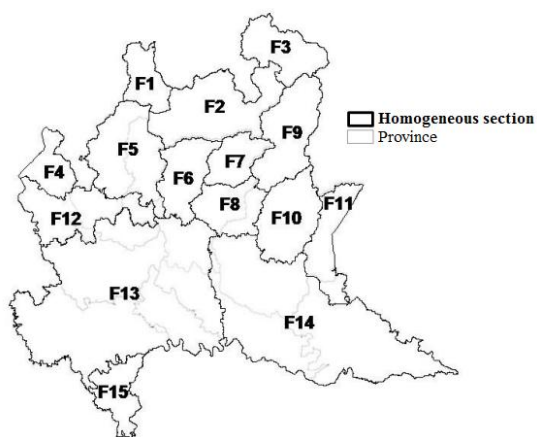 F3
F1
F2
F9
F5
F7
F6
F4
F8
F11
F10
F12
F13
F14
F15
Homogeneous section
Province